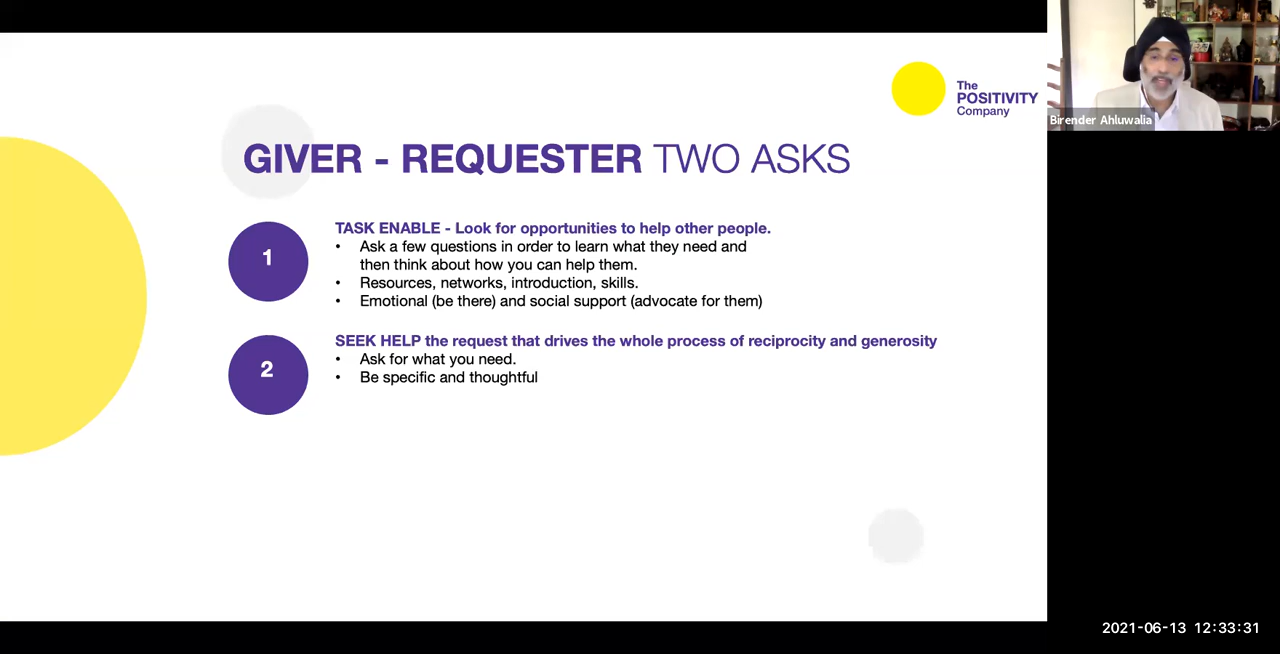 The
POSITIVITY
Company
Birender Ahluwalia
GIVER - REQUESTER TWO ASKS
1
TASK ENABLE - Look for opportunities to help other people.
• Ask a few questions in order to learn what they need and
then think about how you can help them.
• Resources, networks, introduction, skills.
• Emotional (be there) and social support (advocate for them)
2
SEEK HELP the request that drives the whole process of reciprocity and generosity
• Ask for what you need.
• Be specific and thoughtful
2021-06-13 12:33:31